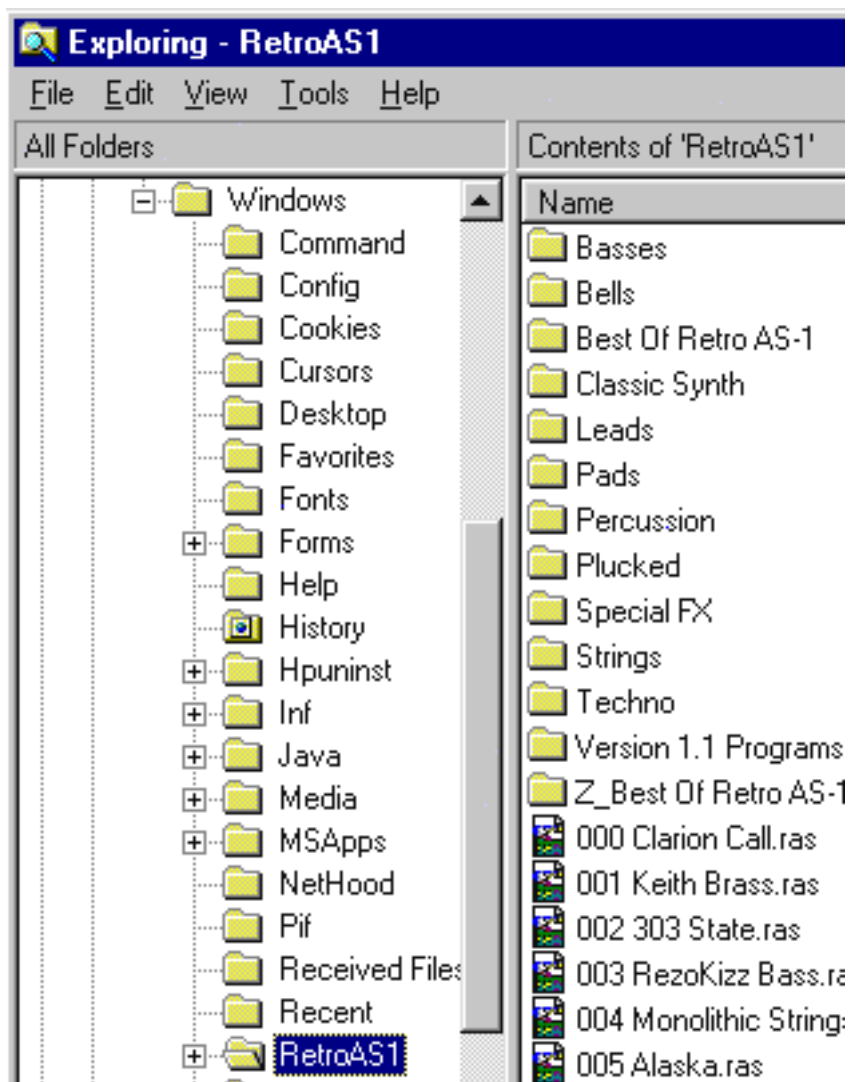 Exploring - RetroAS1
File Edit View Tools Help
All Folders
Windows
Command
Config
Cookies
Cursors
Desktop
Favorites
Fonts
Forms
Help
History
Hpuninst
Inf
Java
Media
MSApps
NetHood
Pif
Received Files
Recent
RetroAS1
Contents of 'RetroAS1'
Name
Basses
Bells
Best Of Retro AS-1
Classic Synth
Leads
Pads
Percussion
Plucked
Special FX
Strings
Techno
Version 1.1 Programs
Z_Best Of Retro AS-1
000 Clarion Call.ras
001 Keith Brass.ras
002 303 State.ras
003 RezoKizz Bass.ra
004 Monolithic Strings
005 Alaska.ras